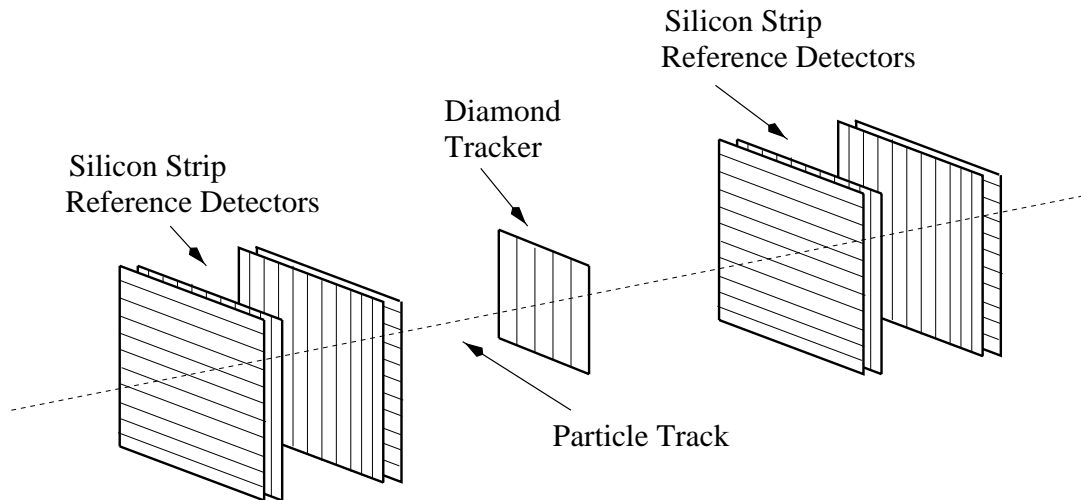 Silicon Strip
Reference Detectors
Diamond
Tracker
Silicon Strip
Reference Detectors
Particle Track